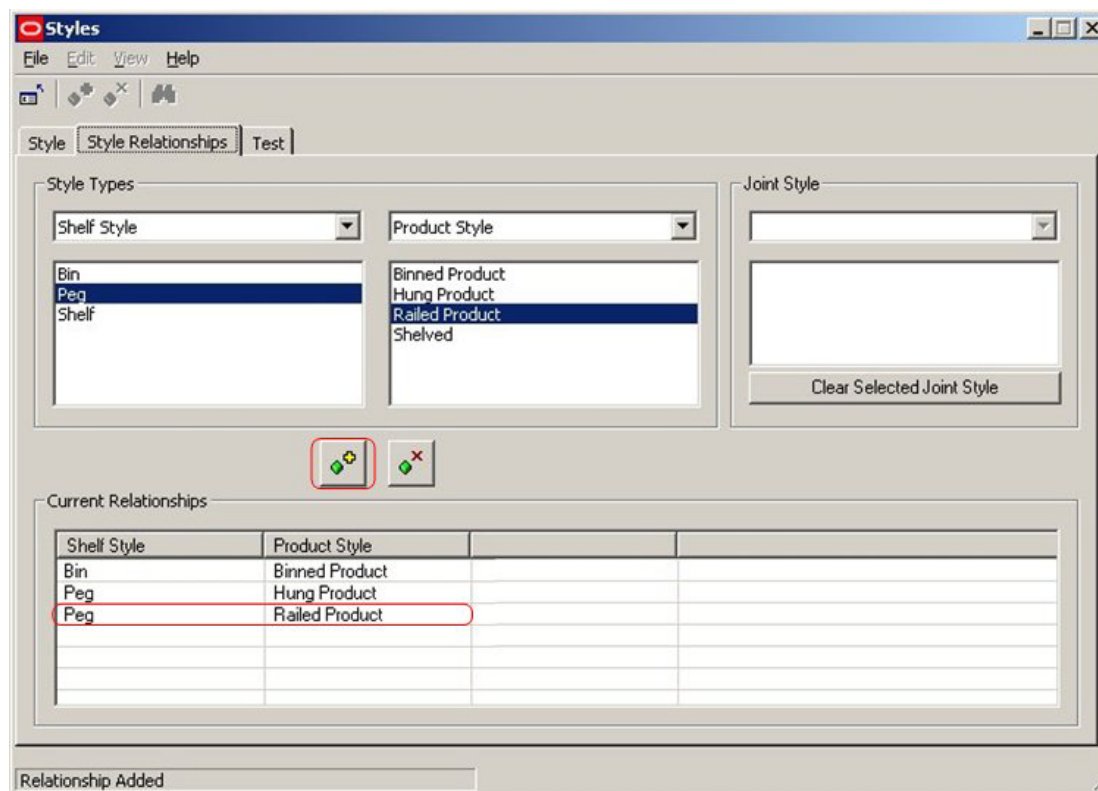 Styles
File Edit View Help
Style Style Relationships Test
Style Types
Joint Style
Shelf Style
Product Style
Bin
Peg
Shelf
Binned Product
Hung Product
Railed Product
Shelved
Clear Selected Joint Style
Current Relationships
Shelf Style Product Style
Bin Binned Product
Peg Hung Product
Peg Railed Product
Relationship Added